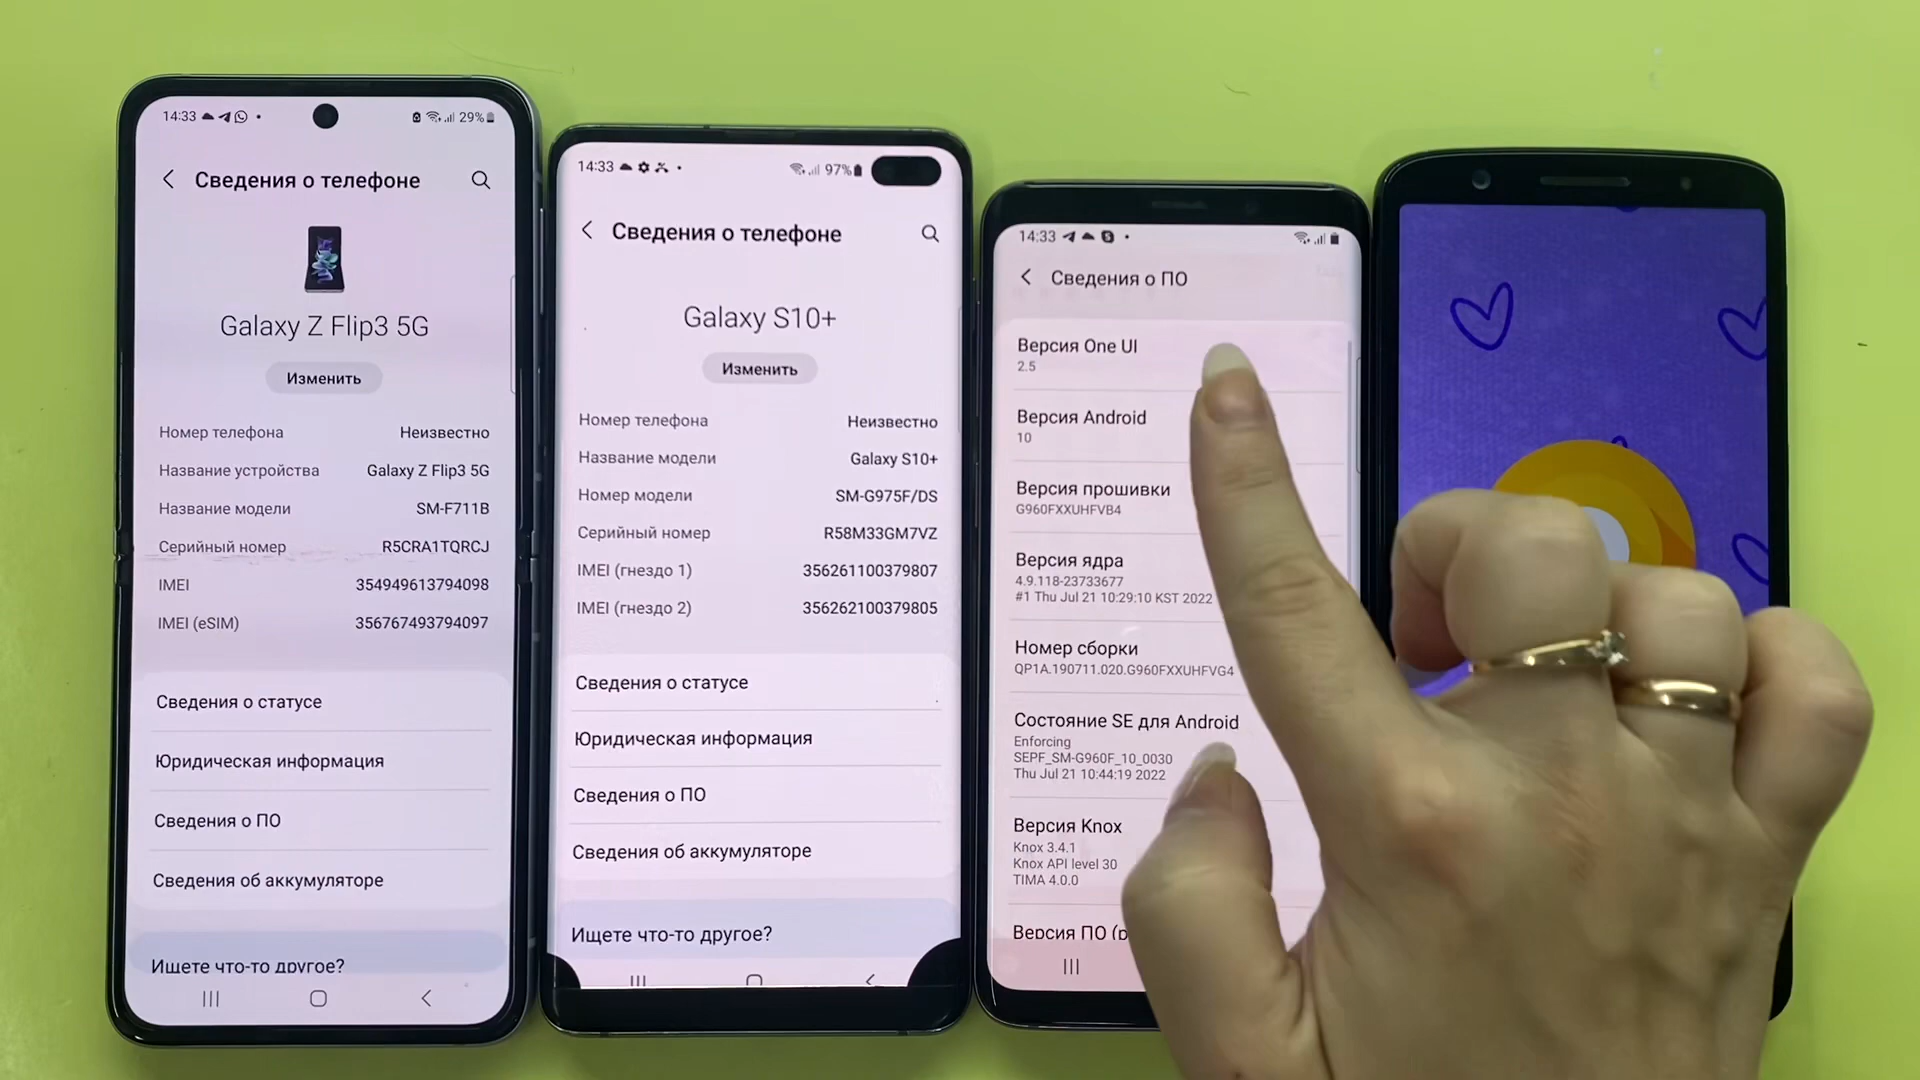 14:33
29%
Сведения о телефоне
Galaxy Z Flip3 5G
Изменить
Номер телефона Неизвестно
Название устройства Galaxy Z Flip3 5G
Название модели SM-F711B
Серийный номер R5CRA1TQRCJ
IMEI 354949613794098
IMEI (eSIM) 356767493794097
Сведения о статусе
Юридическая информация
Сведения о ПО
Сведения об аккумуляторе
Ищете что-то другое?
14:33
97%
Сведения о телефоне
Galaxy S10+
Изменить
Номер телефона Неизвестно
Название модели Galaxy S10+
Номер модели SM-G975F/DS
Серийный номер R58M33GM7VZ
IMEI (гнездо 1) 356261100379807
IMEI (гнездо 2) 356262100379805
Сведения о статусе
Юридическая информация
Сведения о ПО
Сведения об аккумуляторе
Ищете что-то другое?
14:33
Сведения о ПО
Версия One UI
2.5
Версия Android
10
Версия прошивки
G960FXXUHFVB4
Версия ядра
4.9.118-23733677
#1 Thu Jul 21 10:29:10 KST 2022
Номер сборки
QP1A.190711.020.G960FXXUHFVG4
Состояние SE для Android
Enforcing
SEPF_SM-G960F_10_0030
Thu Jul 21 10:44:19 2022
Версия Knox
Knox 3.4.1
Knox API level 30
TIMA 4.0.0
Версия ПО